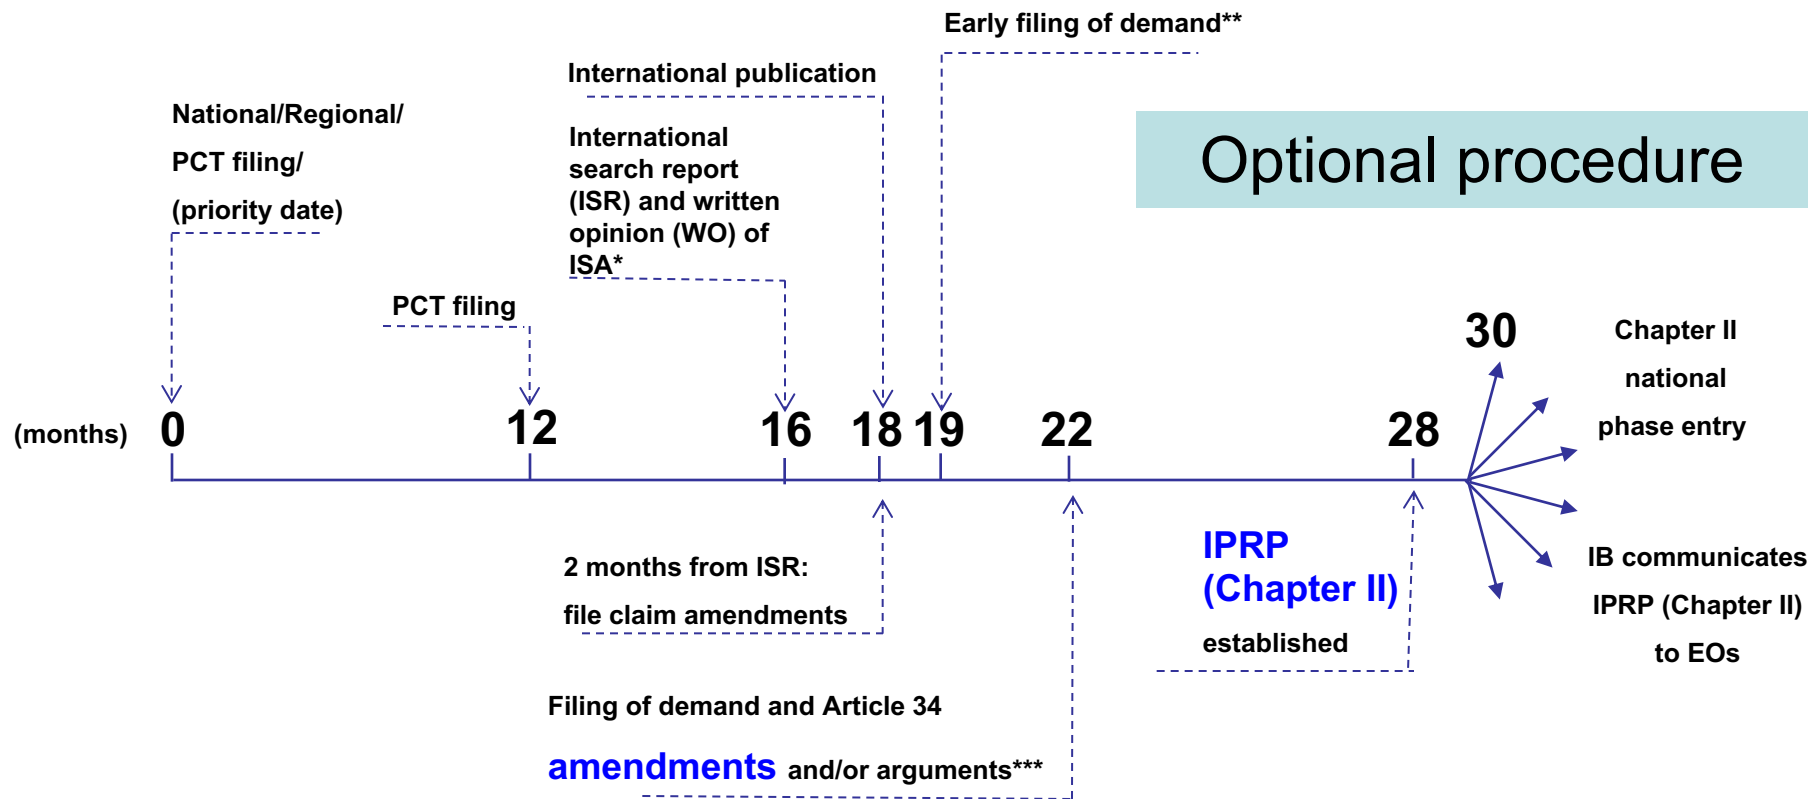 Early filing of demand**
International publication
National/Regional/
PCT filing/
(priority date)
International
search report
(ISR) and written
opinion (WO) of
ISA*
Optional procedure
PCT filing
30
Chapter II
national
phase entry
(months) 0 12 16 18 19 22 28
2 months from ISR:
file claim amendments
IPRP
(Chapter II)
established
IB communicates
IPRP (Chapter II)
to EOs
Filing of demand and Article 34
amendments and/or arguments***